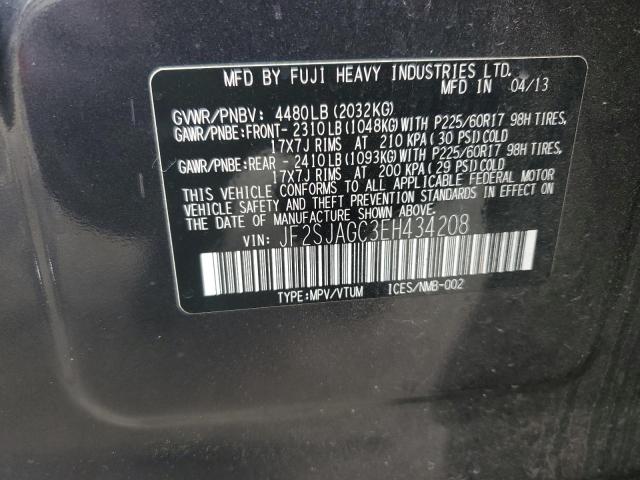 MFD BY FUJI HEAVY INDUSTRIES LTD.
MFD IN 04/13
GVWR/PNBV: 4480LB (2032KG)
GAWR/PNBE:FRONT- 2310LB (1048KG) WITH P225/60R17 98H TIRES,
17X7J RIMS AT 210 KPA (30 PSI) COLD
GAWR/PNBE:REAR - 2410LB (1093KG) WITH P225/60R17 98H TIRES,
17X7J RIMS AT 200 KPA (29 PSI) COLD
THIS VEHICLE CONFORMS TO ALL APPLICABLE FEDERAL MOTOR
VEHICLE SAFETY AND THEFT PREVENTION STANDARDS IN EFFECT ON
THE DATE OF MANUFACTURE SHOWN ABOVE.
VIN: JF2SJAGC3EH434208
TYPE:MPV/VTUM ICES/NMB-002